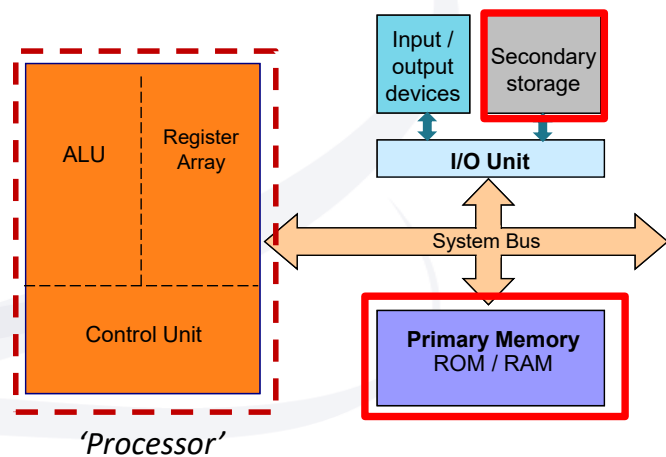 Input /
output
devices
Secondary
storage
ALU
Register
Array
I/O Unit
System Bus
Control Unit
Primary Memory
ROM / RAM
‘Processor’